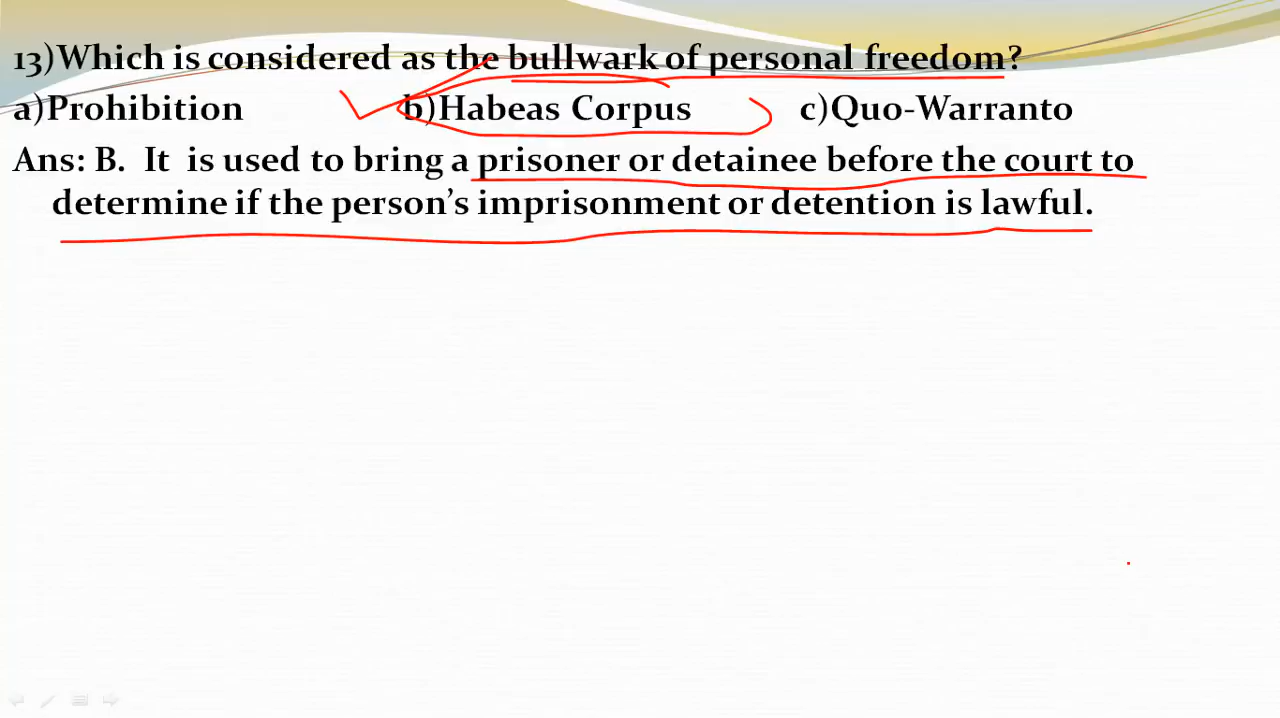 13)Which is considered as the bullwark of personal freedom?
a)Prohibition b)Habeas Corpus c)Quo-Warranto
Ans: B. It is used to bring a prisoner or detainee before the court to
determine if the person’s imprisonment or detention is lawful.